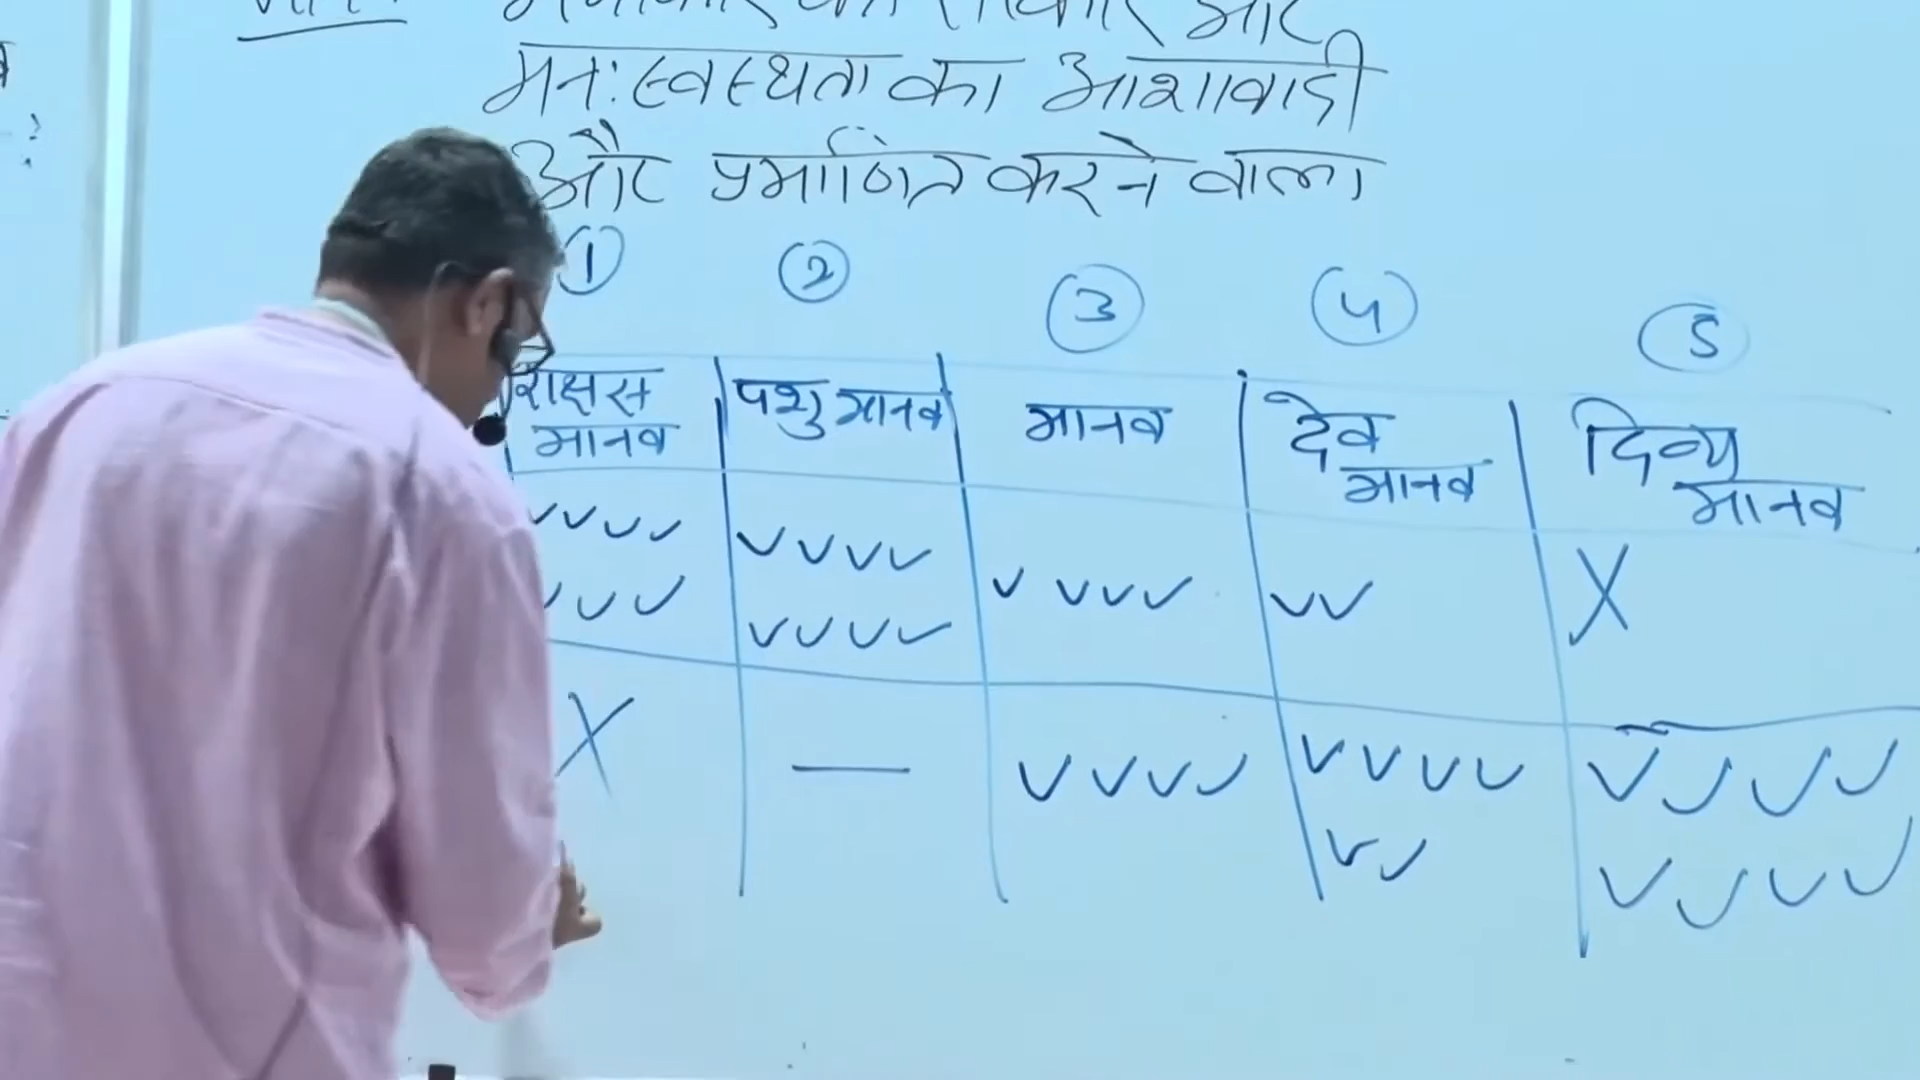 और
मनःस्वस्थता का आशावादी
और प्रमाणित करने वाला
① ② ③ ④ ⑤
राक्षस मानव | पशु मानव | मानव | देव मानव | दिव्य मानव
✓✓✓✓ ✓✓✓✓ X
✓✓✓ ✓✓✓✓ ✓✓✓✓ ✓✓
X — ✓✓✓✓ ✓✓✓✓ ✓✓✓✓
✓✓ ✓✓✓✓